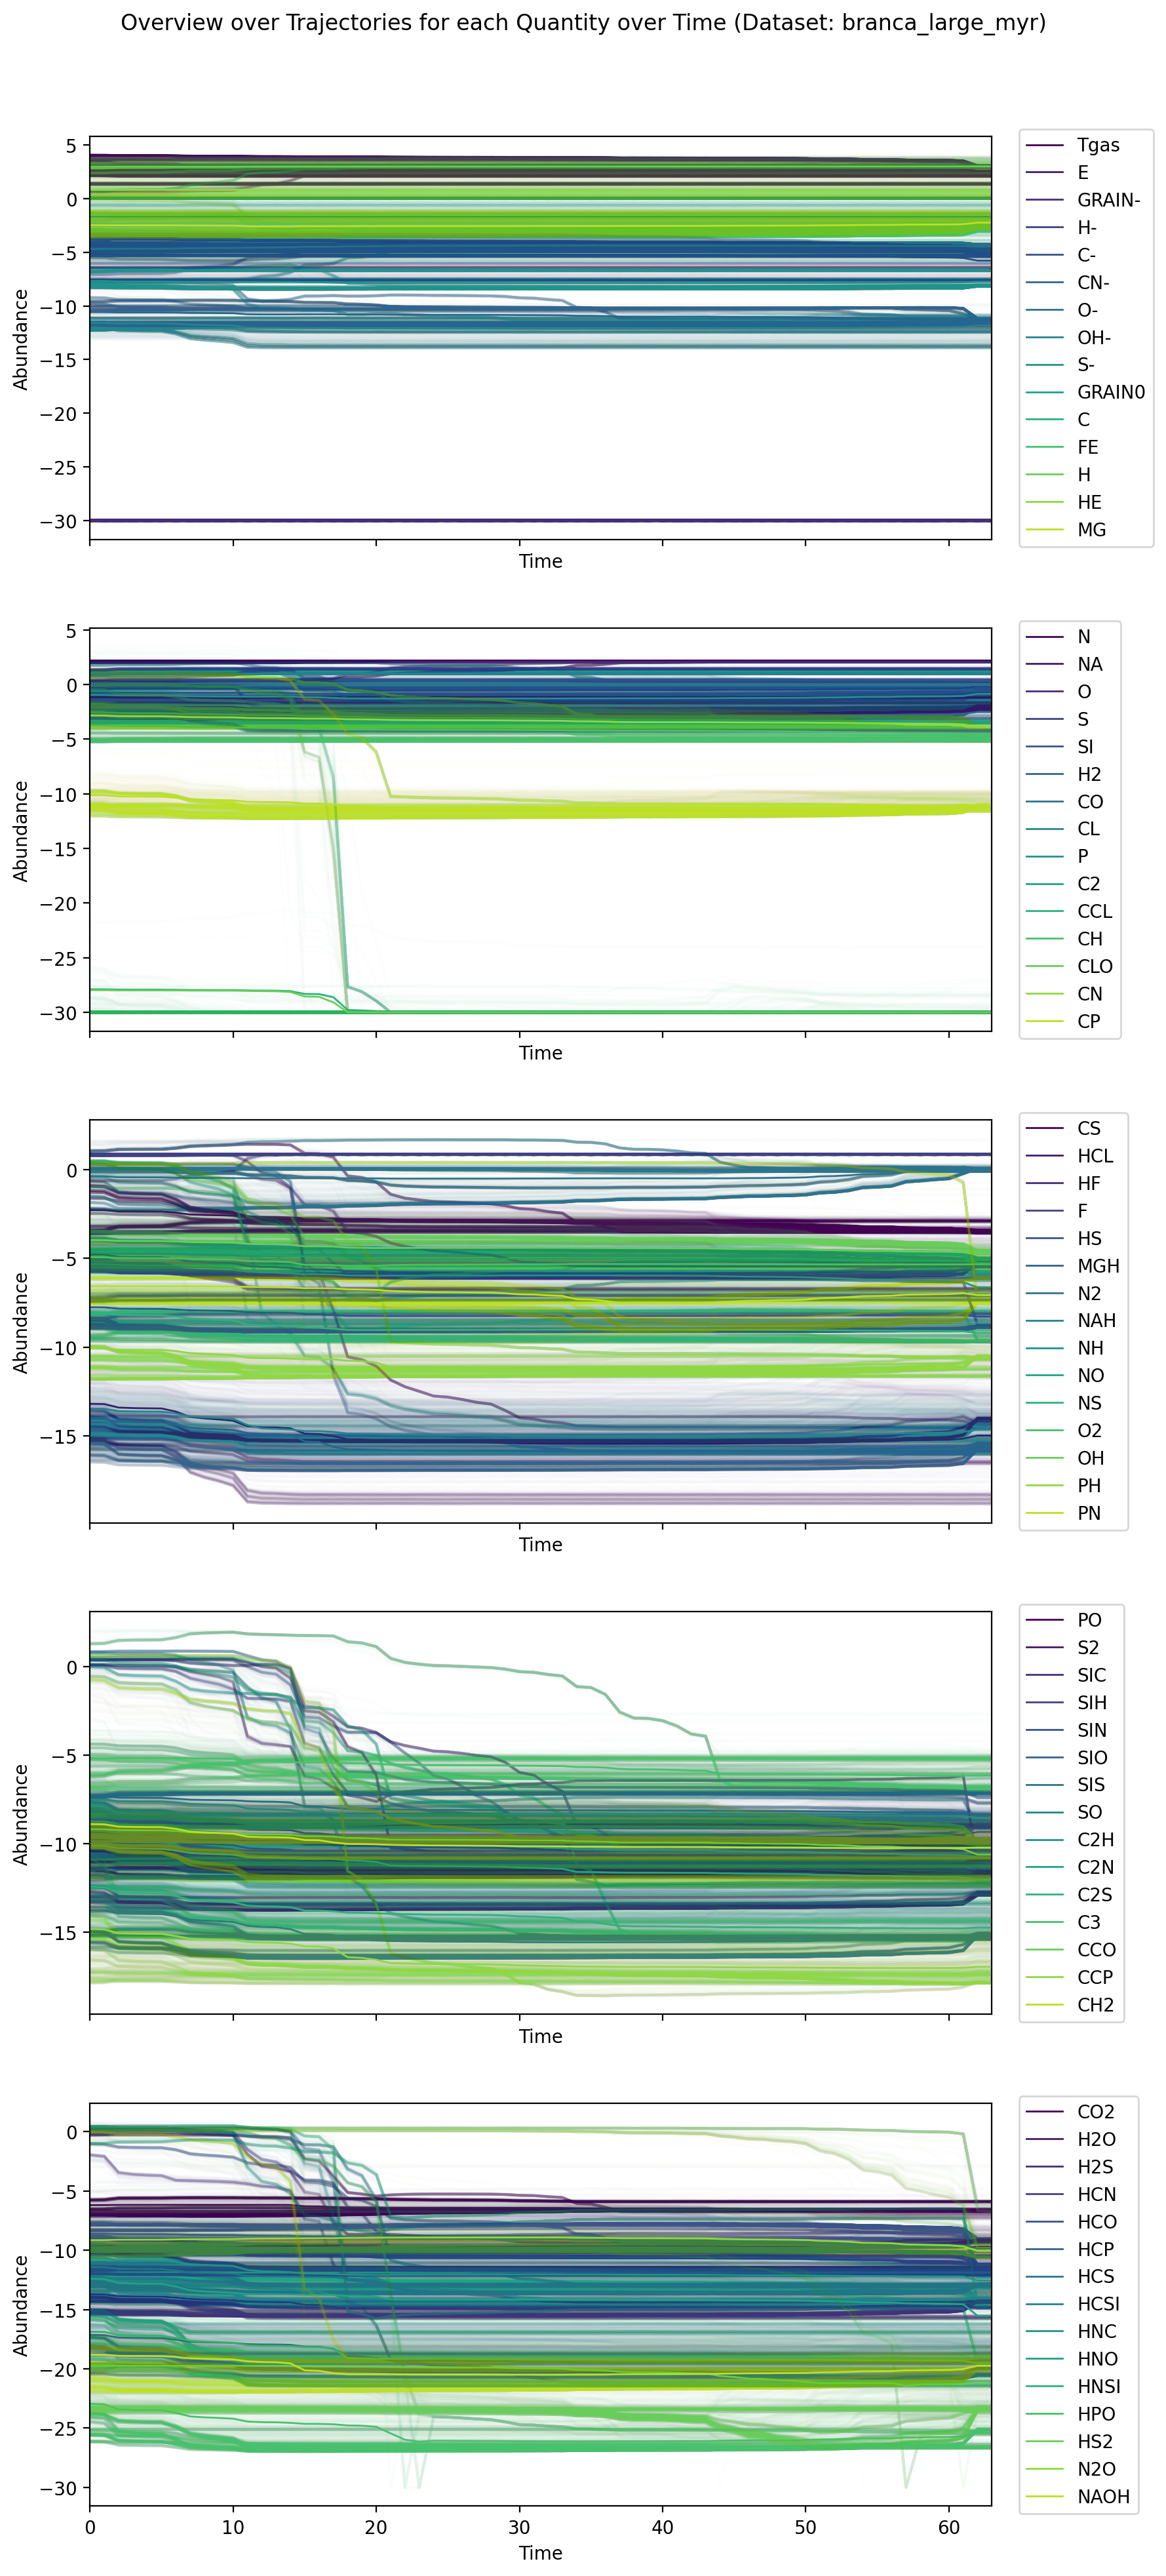 Overview over Trajectories for each Quantity over Time (Dataset: branca_large_myr)
5
0
−5
−10
−15
−20
−25
−30
Abundance
Time
Tgas
E
GRAIN-
H-
C-
CN-
O-
OH-
S-
GRAIN0
C
FE
H
HE
MG
5
0
−5
−10
−15
−20
−25
−30
Abundance
Time
N
NA
O
S
SI
H2
CO
CL
P
C2
CCL
CH
CLO
CN
CP
0
−5
−10
−15
Abundance
Time
CS
HCL
HF
F
HS
MGH
N2
NAH
NH
NO
NS
O2
OH
PH
PN
0
−5
−10
−15
Abundance
Time
PO
S2
SIC
SIH
SIN
SIO
SIS
SO
C2H
C2N
C2S
C3
CCO
CCP
CH2
0
−5
−10
−15
−20
−25
−30
Abundance
0 10 20 30 40 50 60
Time
CO2
H2O
H2S
HCN
HCO
HCP
HCS
HCSI
HNC
HNO
HNSI
HPO
HS2
N2O
NAOH